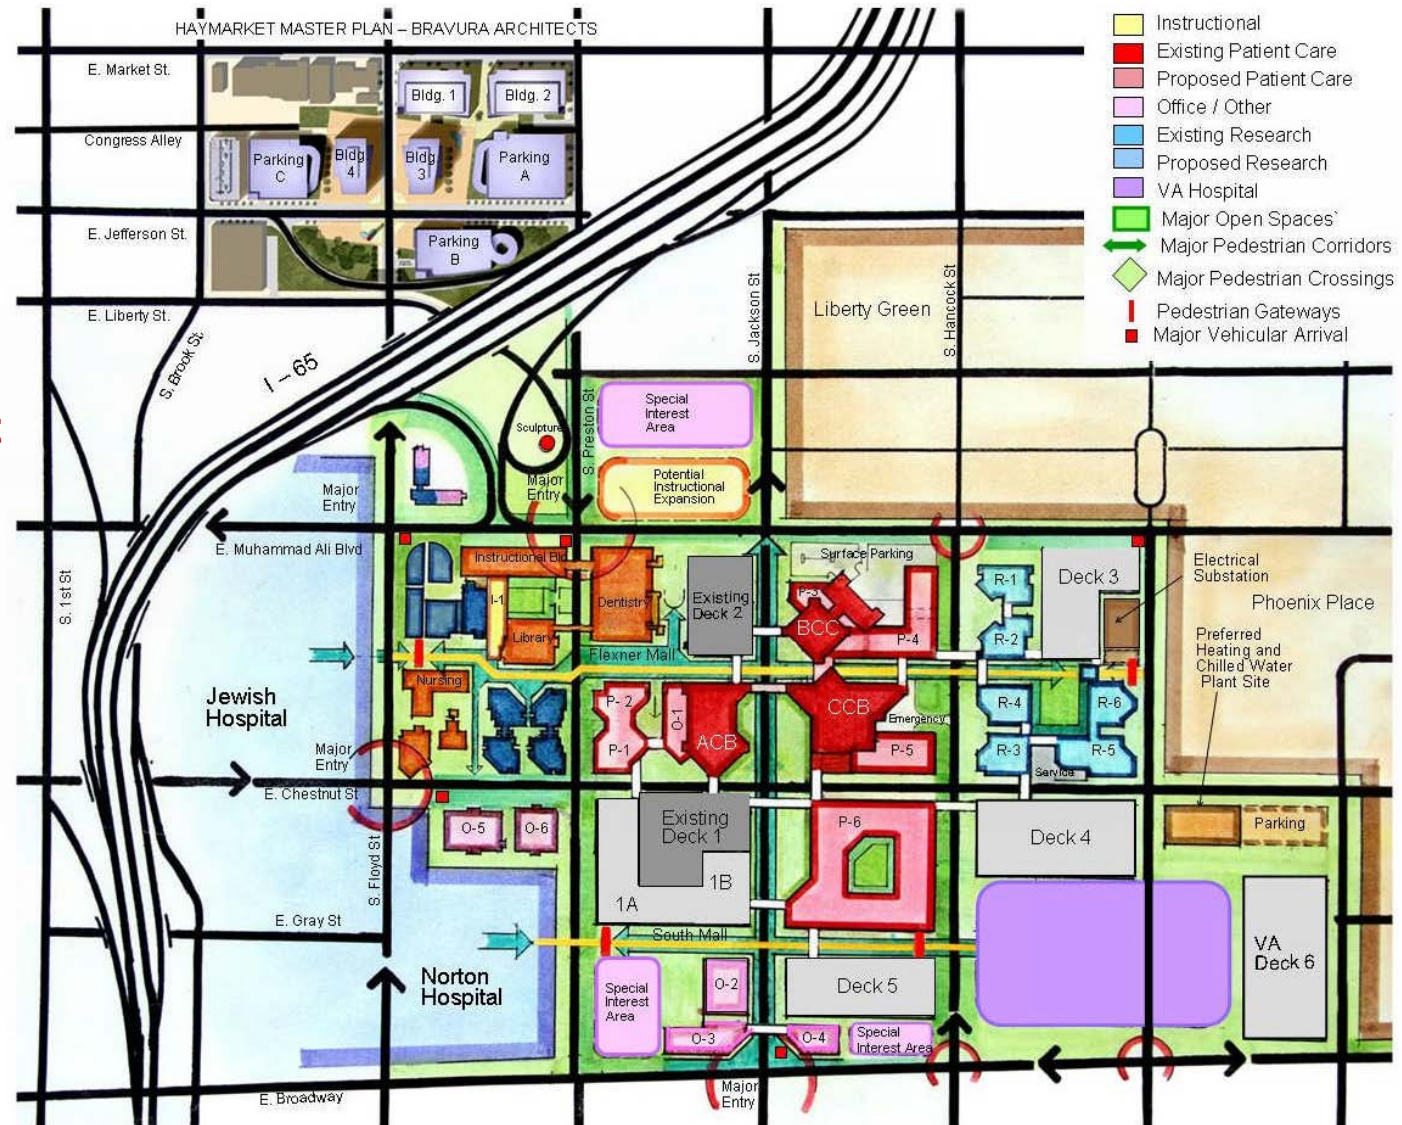 HAYMARKET MASTER PLAN – BRAVURA ARCHITECTS
Instructional
Existing Patient Care
Proposed Patient Care
Office / Other
Existing Research
Proposed Research
VA Hospital
Major Open Spaces`
Major Pedestrian Corridors
Major Pedestrian Crossings
Pedestrian Gateways
Major Vehicular Arrival
E. Market St.
Bldg. 1
Bldg. 2
Congress Alley
Parking
C
Bldg.
4
Bldg.
3
Parking
A
E. Jefferson St.
Parking
B
E. Liberty St.
S. Brook St.
I – 65
S. Jackson St
S. Hancock St
Liberty Green
S. Preston St
Special
Interest
Area
Sculpture
Potential
Instructional
Expansion
Major
Entry
Major
Entry
E. Muhammad Ali Blvd
S. 1st St
Instructional Bld
I-1
Library
Dentistry
Existing
Deck 2
Surface Parking
P-3
BCC
P-4
R-1
R-2
Deck 3
Electrical
Substation
Phoenix Place
Preferred
Heating and
Chilled Water
Plant Site
Flexner Mall
Nursing
Jewish
Hospital
P- 2
P-1
O-1
ACB
CCB
Emergency
P-5
R-4
R-3
R-6
R-5
Service
Major
Entry
E. Chestnut St
S. Floyd St
O-5
O-6
Existing
Deck 1
1B
1A
P-6
Deck 4
Parking
E. Gray St
South Mall
Norton
Hospital
Special
Interest
Area
O-2
O-3
O-4
Deck 5
Special
Interest Area
VA
Deck 6
Major
Entry
E. Broadway